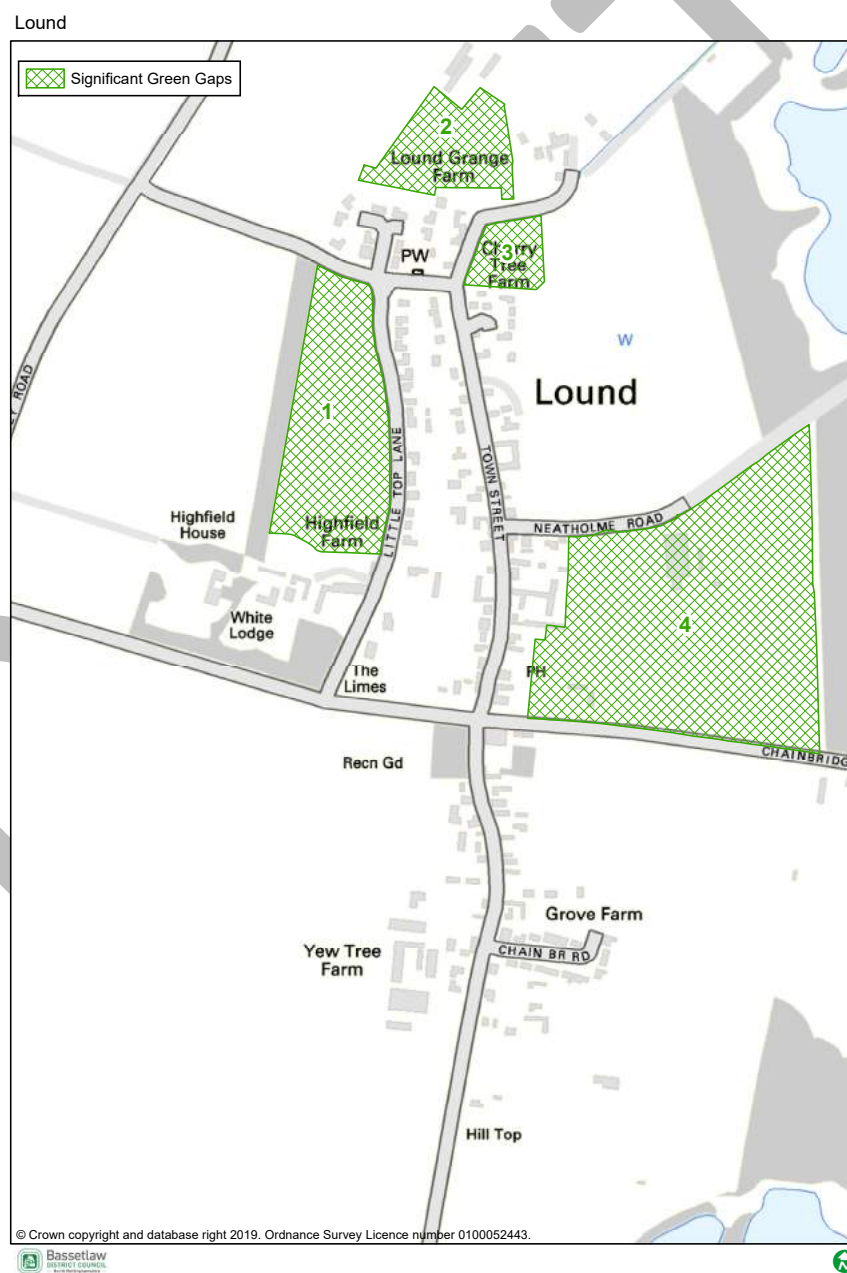 Lound
Significant Green Gaps
2
Lound Grange
Farm
PW
3
Cherry
Tree
Farm
W
Lound
1
ROAD
LITTLE TOP LANE
TOWN STREET
Highfield
House
Highfield
Farm
NEATHOLME ROAD
4
White
Lodge
The
Limes
PH
CHAINBRIDG
Recn Gd
Grove Farm
Yew Tree
Farm
CHAIN BR RD
Hill Top
© Crown copyright and database right 2019. Ordnance Survey Licence number 0100052443.
Bassetlaw
DISTRICT COUNCIL
North Nottinghamshire